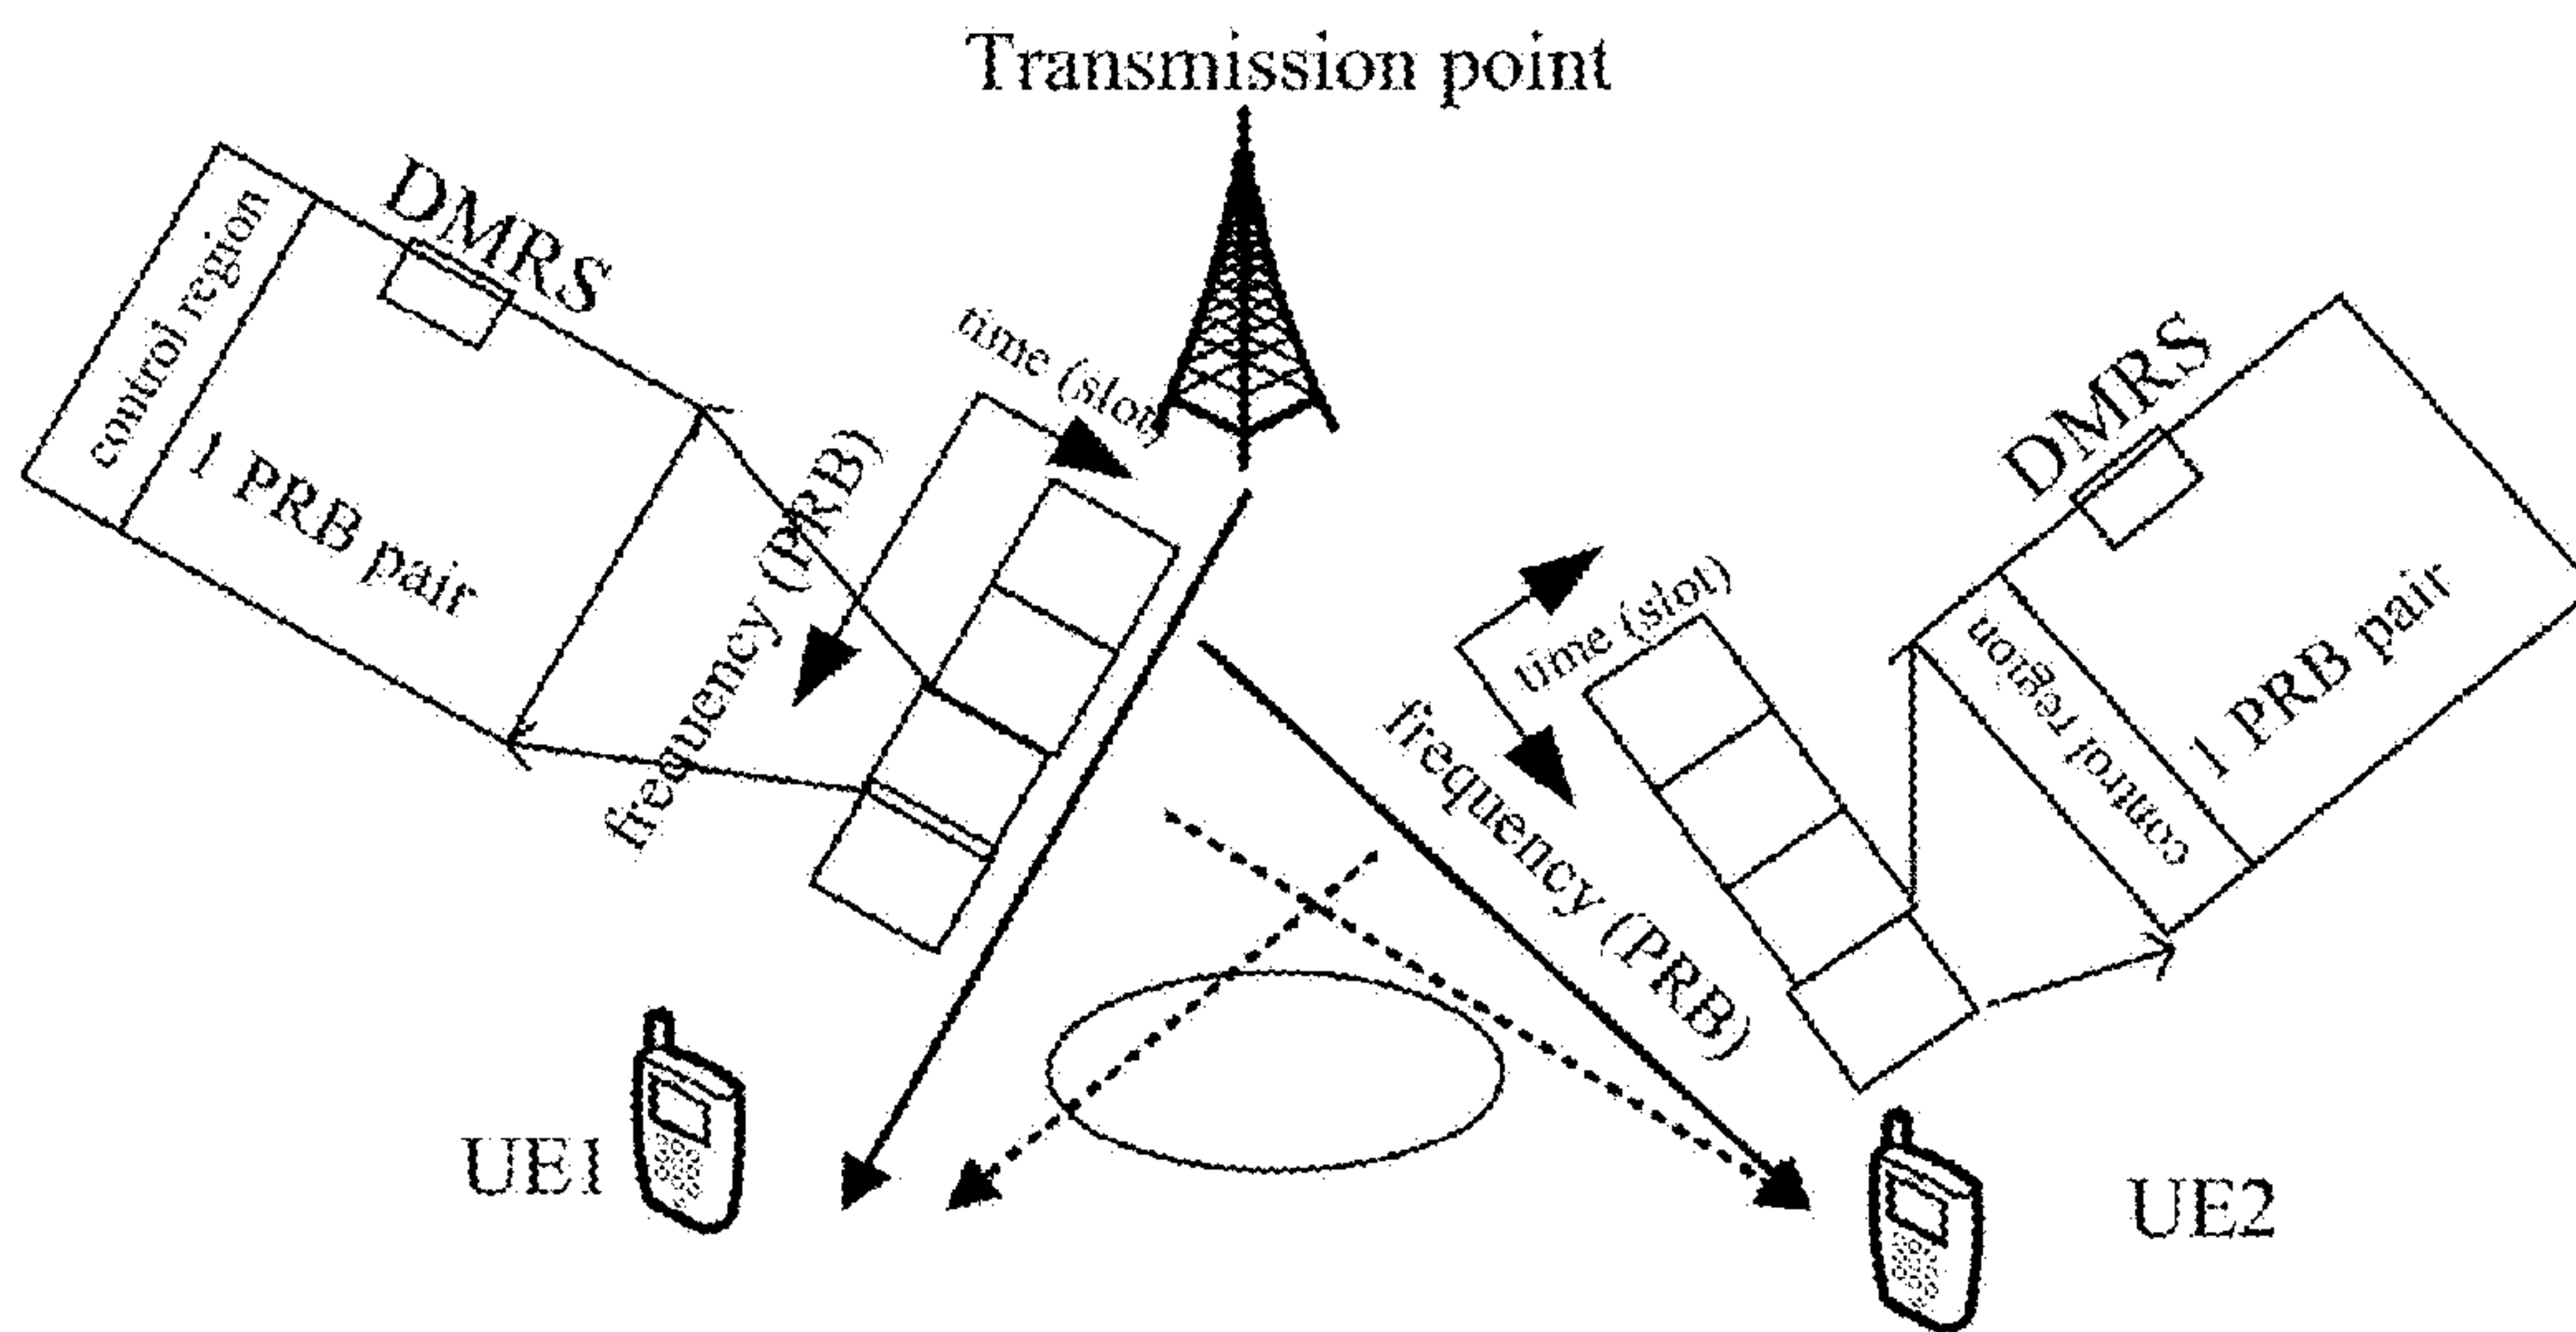 Transmission point
DMRS
control region
1 PRB pair
time (slot)
frequency (PRB)
DMRS
control region
1 PRB pair
time (slot)
frequency (PRB)
UE1
UE2